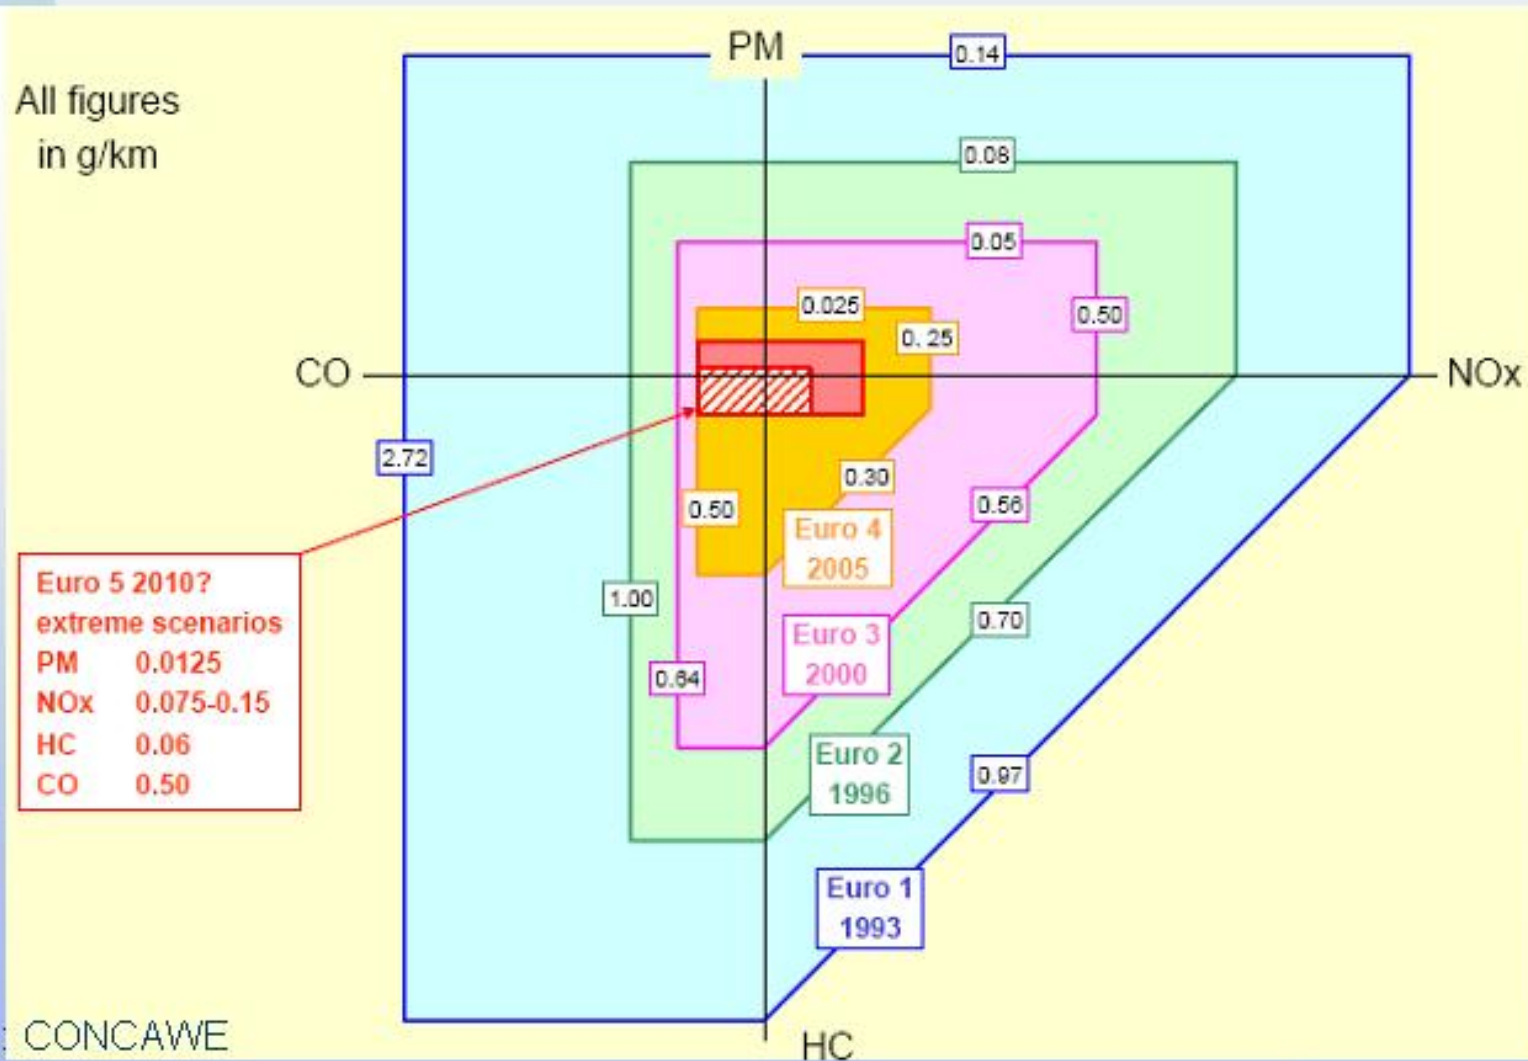 PM
0.14
All figures
in g/km
0.08
0.05
0.025
0.50
0. 25
CO
NOx
2.72
0.30
0.50
0.56
Euro 4
2005
Euro 5 2010?
extreme scenarios
PM 0.0125
NOx 0.075-0.15
HC 0.06
CO 0.50
1.00
0.70
Euro 3
2000
0.64
Euro 2
1996
0.97
Euro 1
1993
CONCAWE
HC